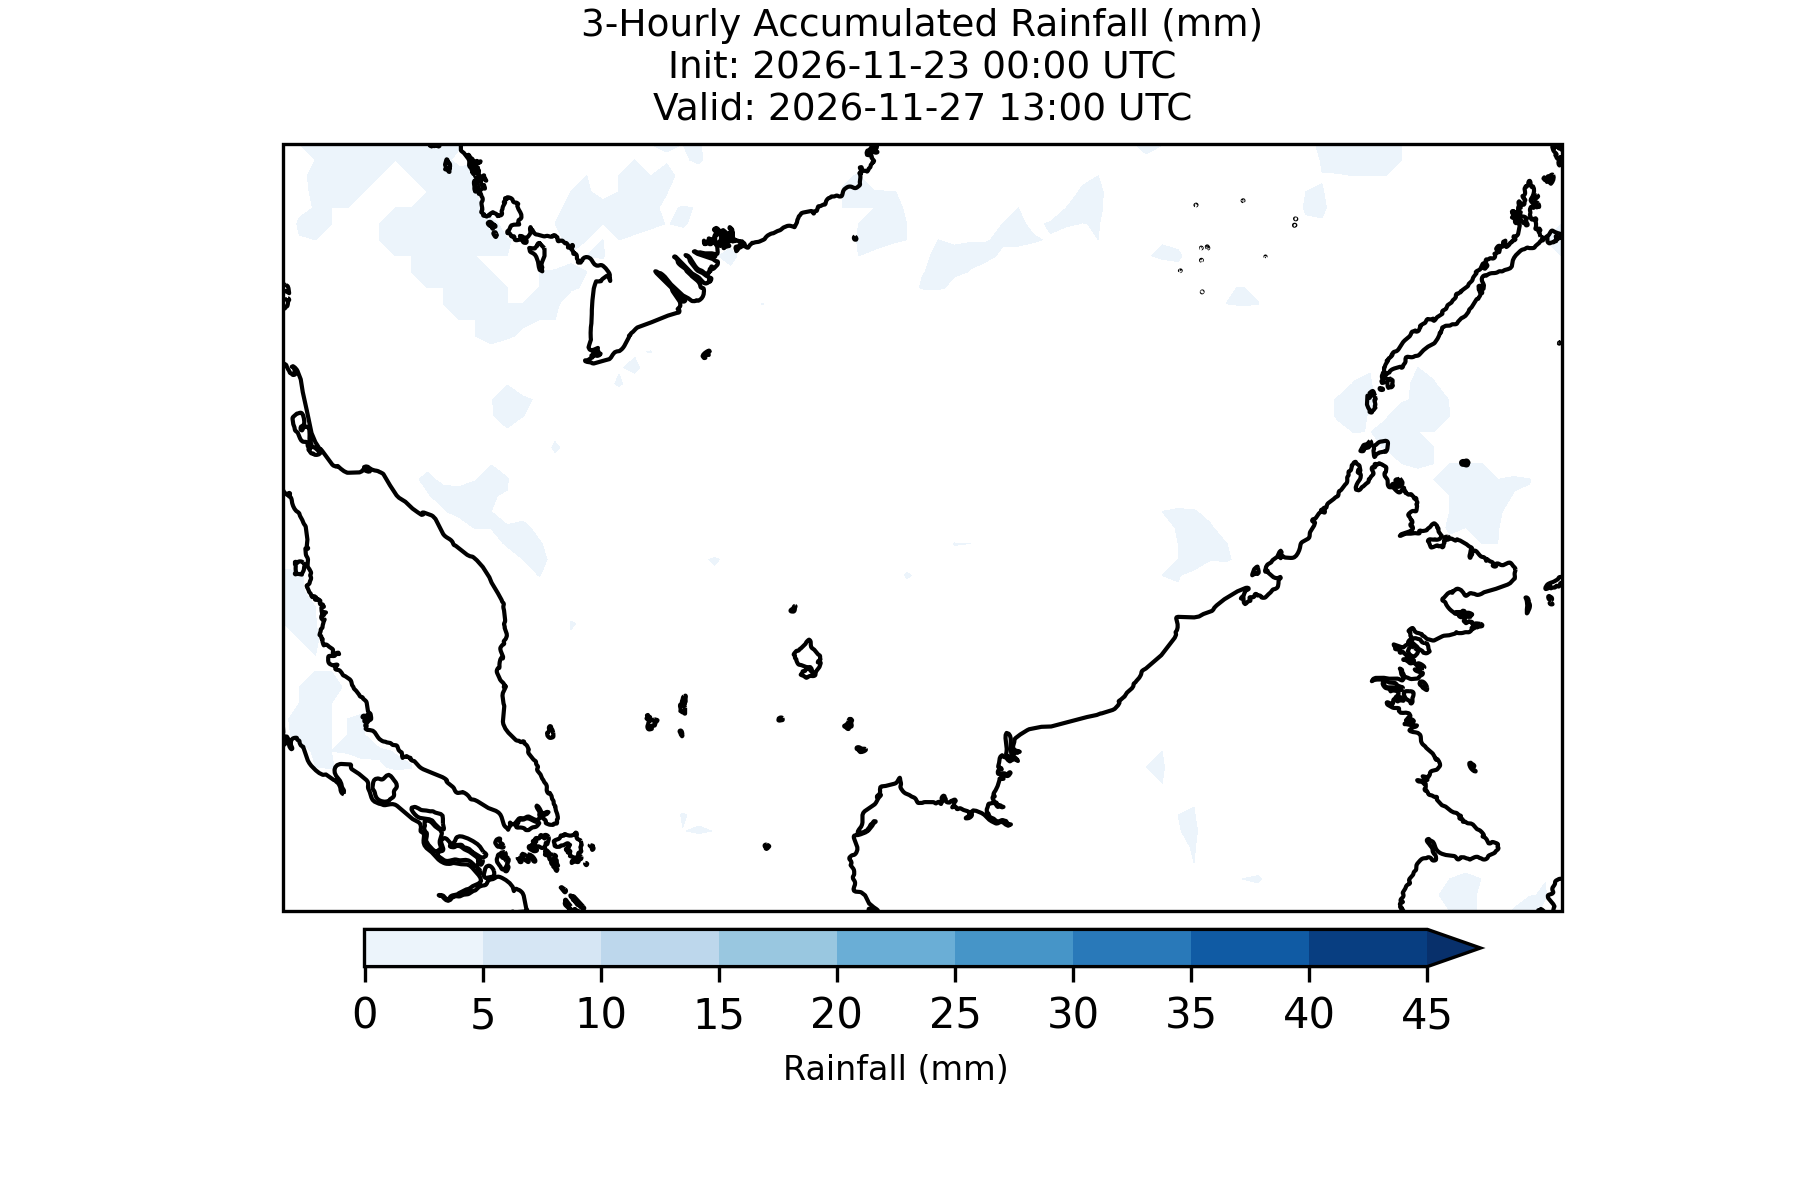 3-Hourly Accumulated Rainfall (mm)
Init: 2026-11-23 00:00 UTC
Valid: 2026-11-27 13:00 UTC
0 5 10 15 20 25 30 35 40 45
Rainfall (mm)